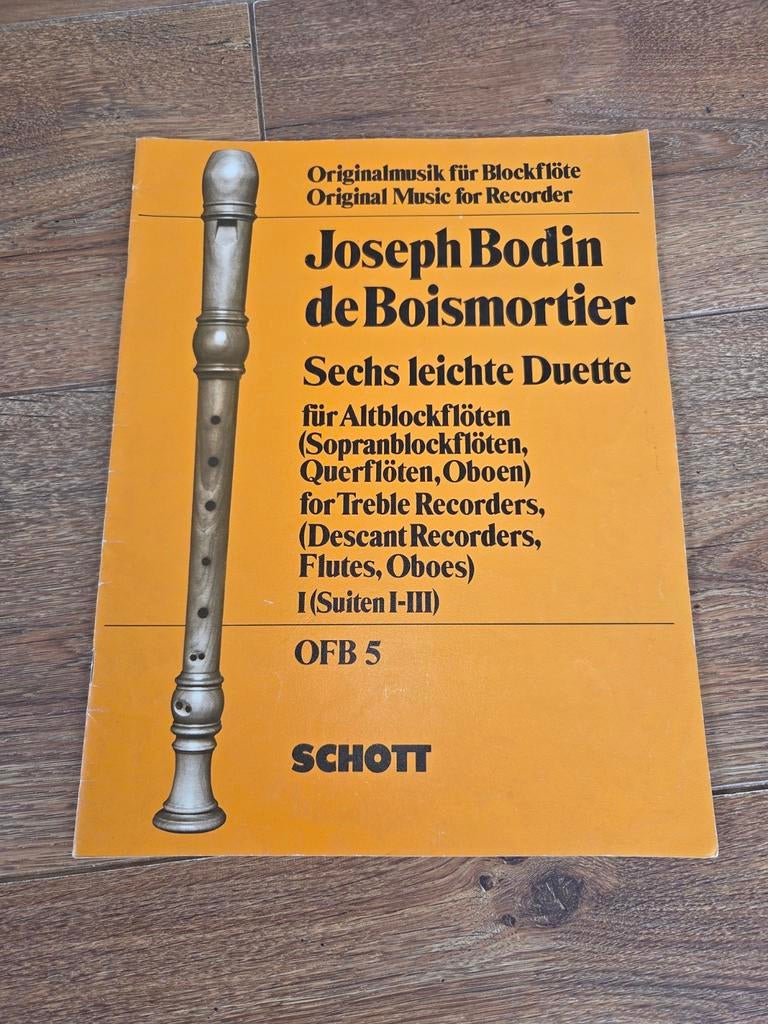 Originalmusik für Blockflöte
Original Music for Recorder
Joseph Bodin
de Boismortier
Sechs leichte Duette
für Altblockflöten
(Sopranblockflöten,
Querflöten, Oboen)
for Treble Recorders,
(Descant Recorders,
Flutes, Oboes)
I (Suiten I-III)
OFB 5
SCHOTT